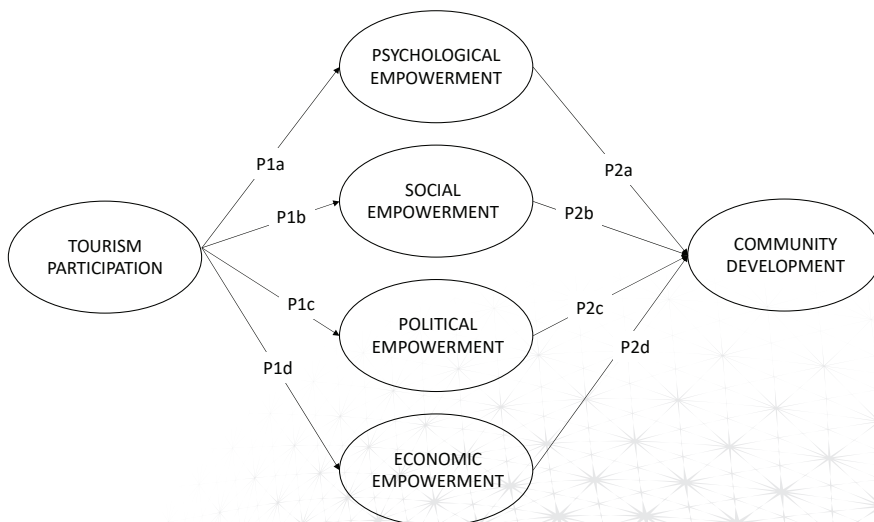 PSYCHOLOGICAL
EMPOWERMENT
P1a
P2a
SOCIAL
EMPOWERMENT
P1b
P2b
TOURISM
PARTICIPATION
COMMUNITY
DEVELOPMENT
P1c
P2c
POLITICAL
EMPOWERMENT
P1d
P2d
ECONOMIC
EMPOWERMENT